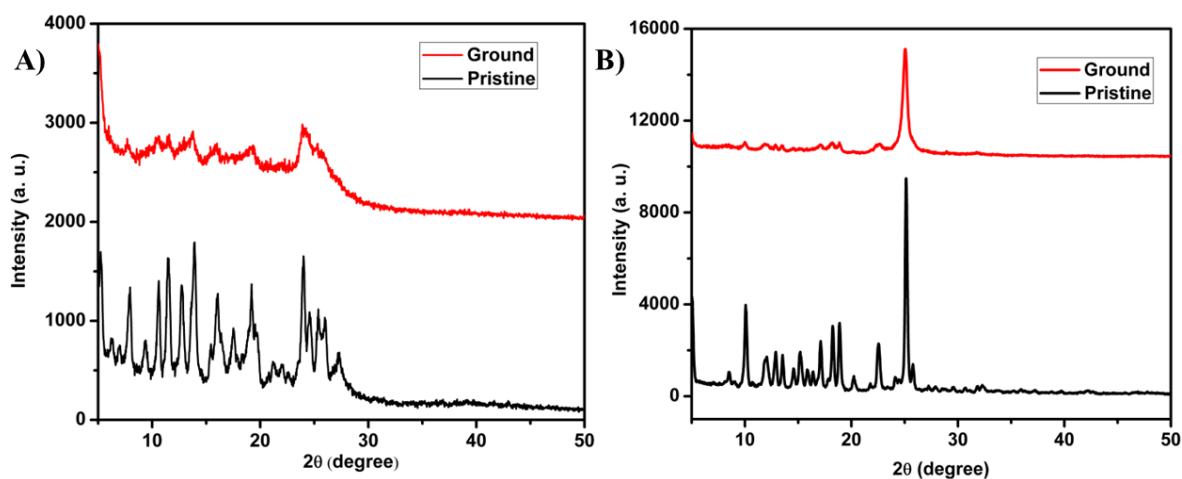 A)
4000
3000
2000
1000
0
Intensity (a. u.)
Ground
Pristine
10 20 30 40 50
2θ (degree)
B)
16000
12000
8000
4000
0
Intensity (a. u.)
Ground
Pristine
10 20 30 40 50
2θ (degree)